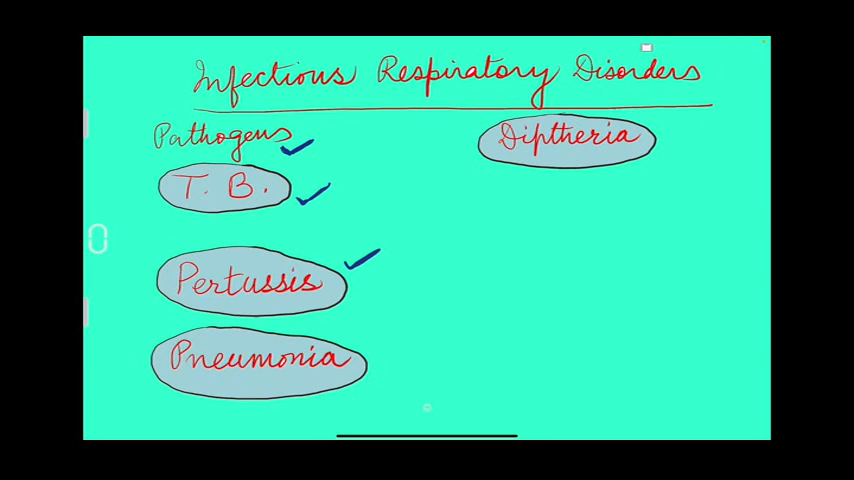 Infectious Respiratory Disorders
Pathogens
T. B.
Pertussis
Pneumonia
Diptheria